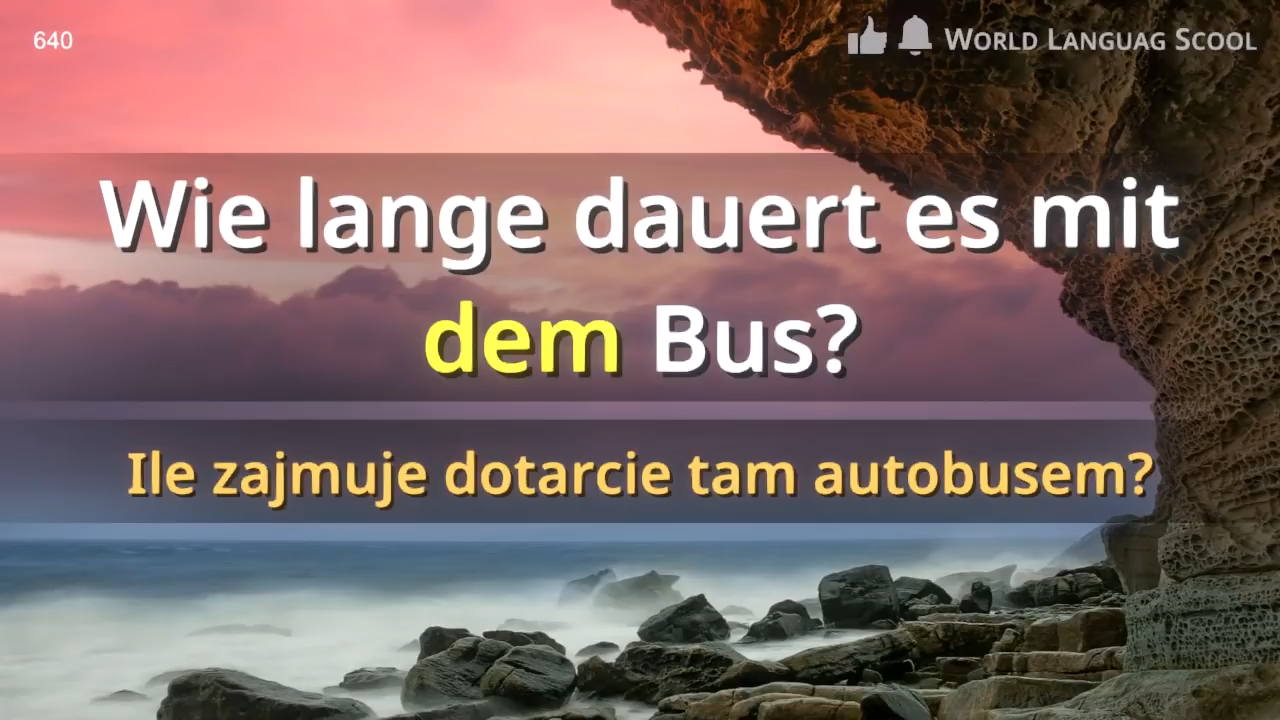 640
WORLD LANGUAG SCOOL
Wie lange dauert es mit
dem Bus?
Ile zajmuje dotarcie tam autobusem?